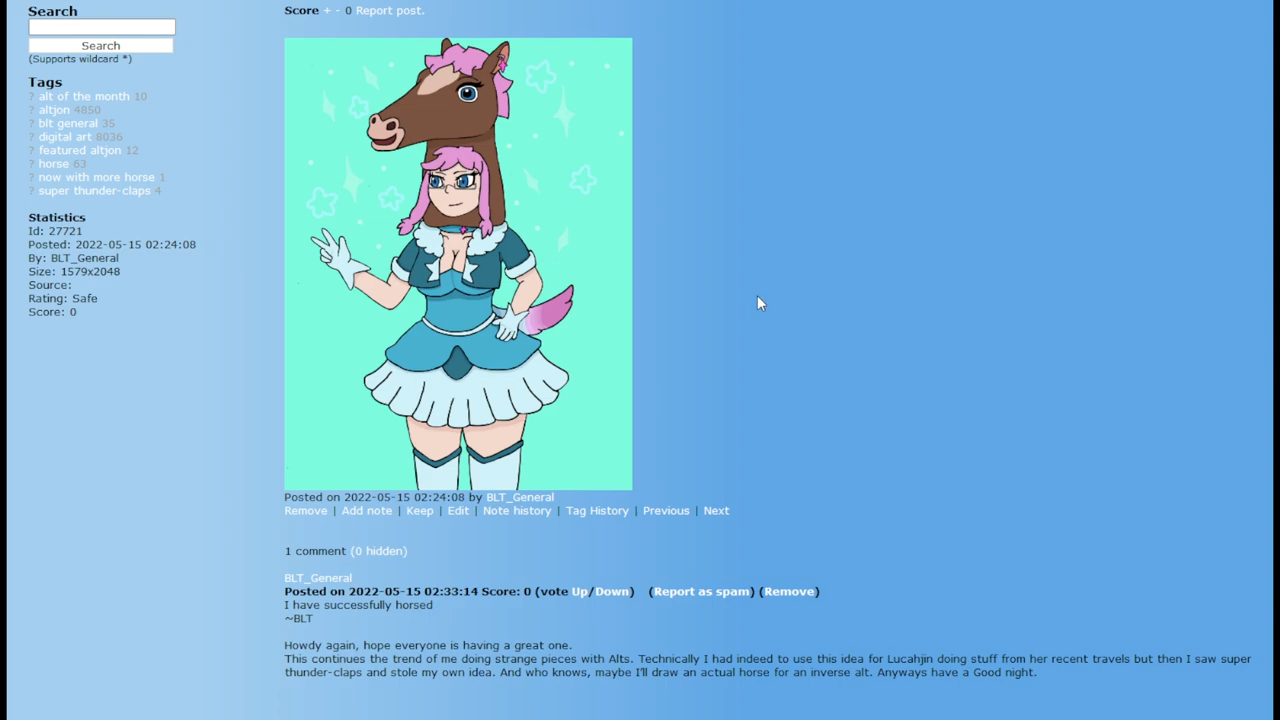 Search
Search
(Supports wildcard *)
Tags
? alt of the month 10
? altjon 4850
? blt general 35
? digital art 8036
? featured altjon 12
? horse 63
? now with more horse 1
? super thunder-claps 4
Statistics
Id: 27721
Posted: 2022-05-15 02:24:08
By: BLT_General
Size: 1579x2048
Source:
Rating: Safe
Score: 0
Score + - 0 Report post.
Posted on 2022-05-15 02:24:08 by BLT_General
Remove | Add note | Keep | Edit | Note history | Tag History | Previous | Next
1 comment (0 hidden)
BLT_General
Posted on 2022-05-15 02:33:14 Score: 0 (vote Up/Down) (Report as spam) (Remove)
I have successfully horsed
~BLT
Howdy again, hope everyone is having a great one.
This continues the trend of me doing strange pieces with Alts. Technically I had indeed to use this idea for Lucahjin doing stuff from her recent travels but then I saw super
thunder-claps and stole my own idea. And who knows, maybe I'll draw an actual horse for an inverse alt. Anyways have a Good night.